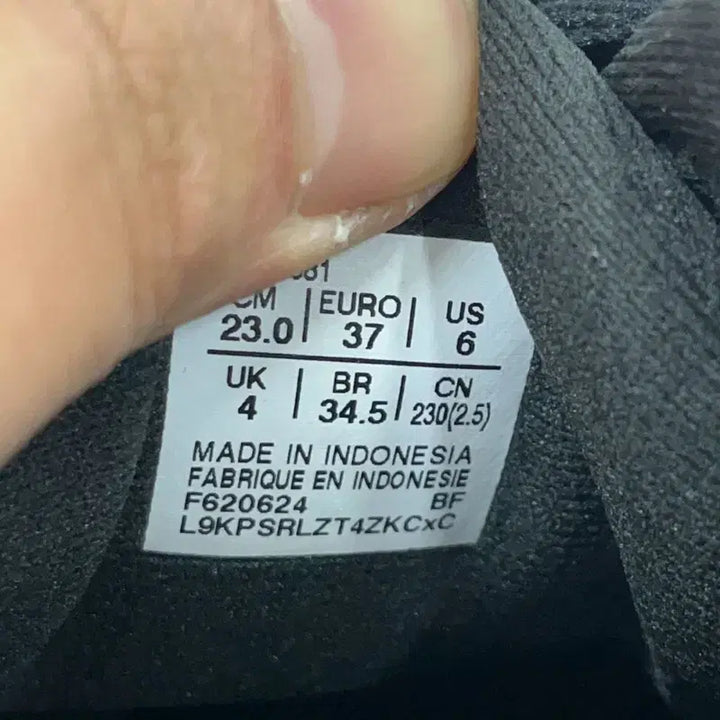 CM | EURO | US
23.0 | 37 | 6
UK | BR | CN
4 | 34.5 | 230(2.5)
MADE IN INDONESIA
FABRIQUE EN INDONESIE
F620624 BF
L9KPSRLZT4ZKCxC